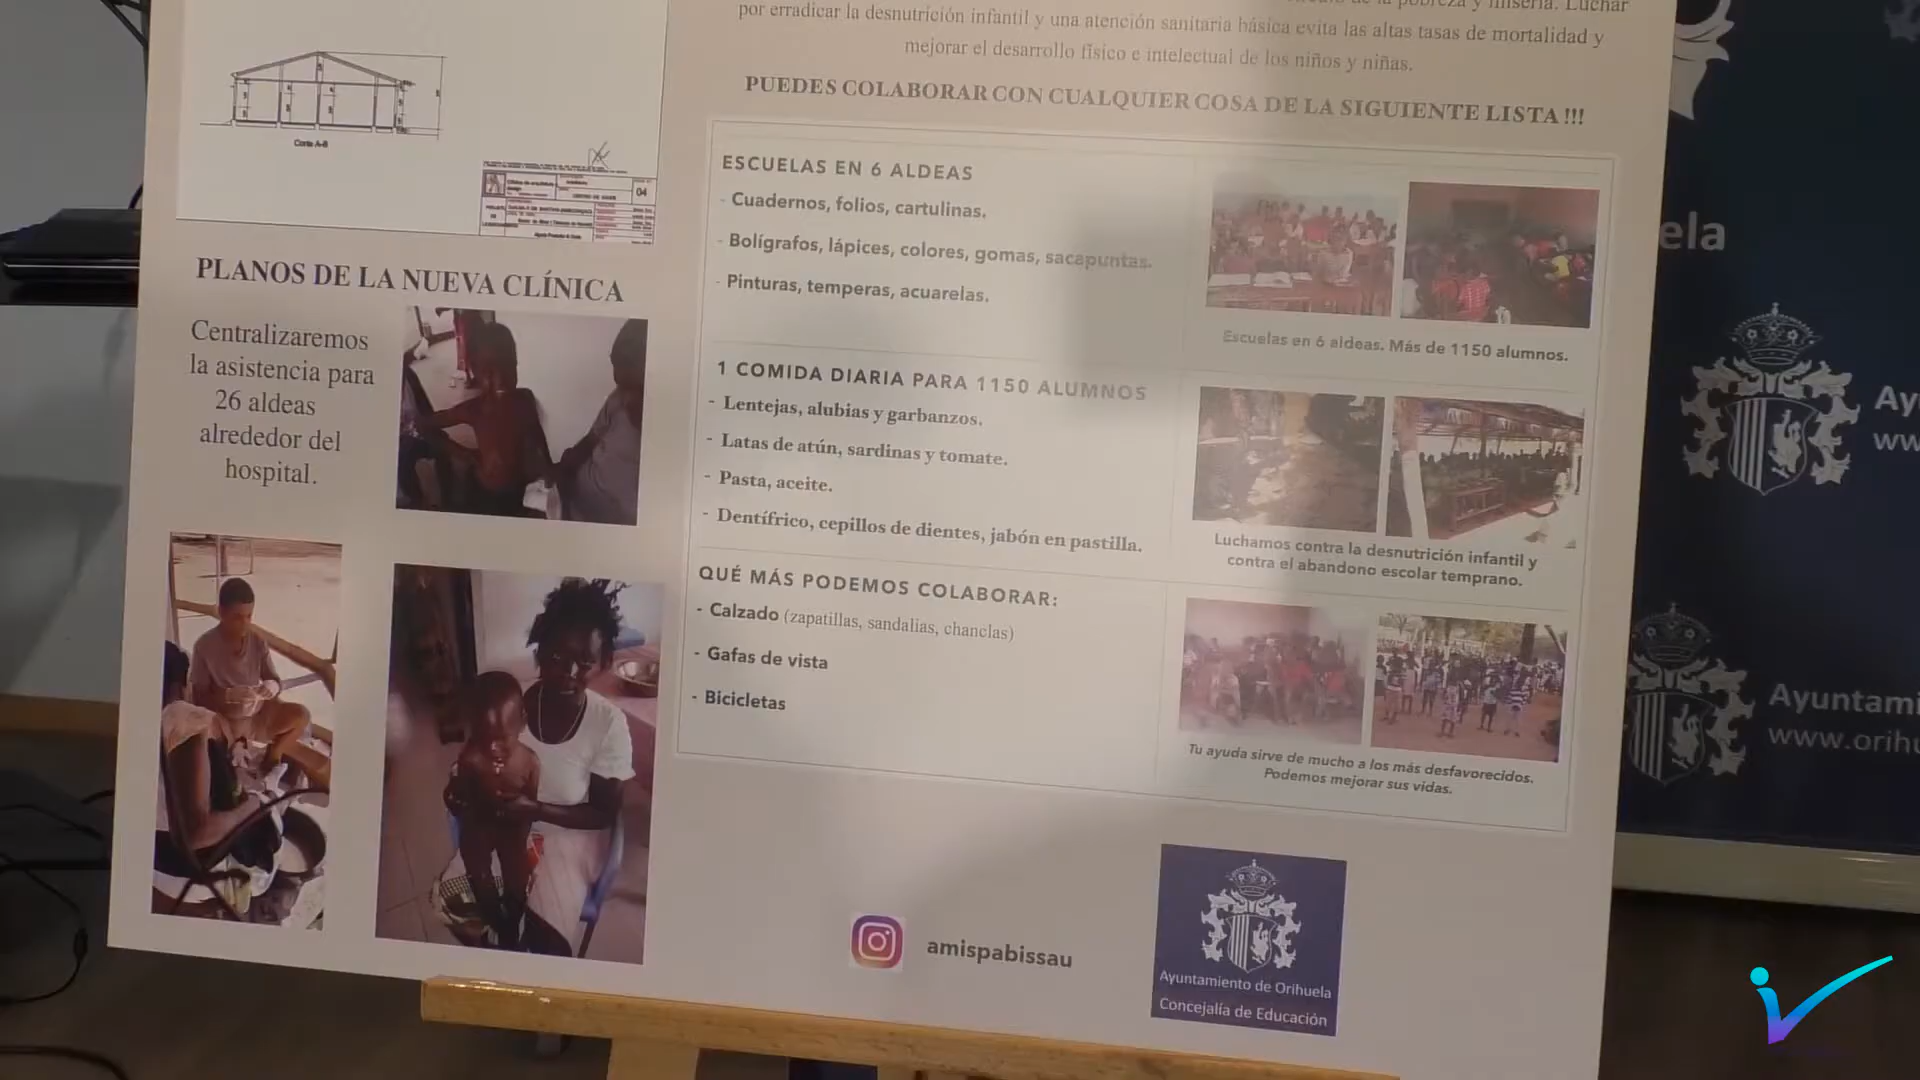 por erradicar la desnutrición infantil y una atención sanitaria básica evita las altas tasas de mortalidad y
mejorar el desarrollo físico e intelectual de los niños y niñas.
PUEDES COLABORAR CON CUALQUIER COSA DE LA SIGUIENTE LISTA !!!
Corte A-B
04
PLANOS DE LA NUEVA CLÍNICA
Centralizaremos
la asistencia para
26 aldeas
alrededor del
hospital.
ESCUELAS EN 6 ALDEAS
- Cuadernos, folios, cartulinas.
- Bolígrafos, lápices, colores, gomas, sacapuntas.
- Pinturas, temperas, acuarelas.
Escuelas en 6 aldeas. Más de 1150 alumnos.
1 COMIDA DIARIA PARA 1150 ALUMNOS
- Lentejas, alubias y garbanzos.
- Latas de atún, sardinas y tomate.
- Pasta, aceite.
- Dentífrico, cepillos de dientes, jabón en pastilla.
Luchamos contra la desnutrición infantil y
contra el abandono escolar temprano.
QUÉ MÁS PODEMOS COLABORAR:
- Calzado (zapatillas, sandalias, chanclas)
- Gafas de vista
- Bicicletas
Tu ayuda sirve de mucho a los más desfavorecidos.
Podemos mejorar sus vidas.
amispabissau
Ayuntamiento de Orihuela
Concejalía de Educación
ela
Ay
ww
Ayuntami
www.orihu